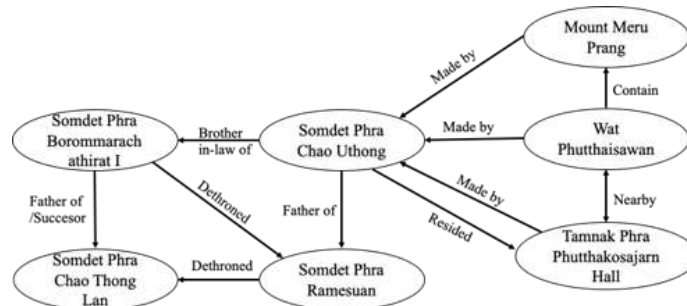 Mount Meru
Prang
Made by
Contain
Somdet Phra
Borommarach
athirat I
Brother
in-law of
Somdet Phra
Chao Uthong
Made by
Wat
Phutthaisawan
Father of
/Succesor
Dethroned
Father of
Made by
Resided
Nearby
Somdet Phra
Chao Thong
Lan
Dethroned
Somdet Phra
Ramesuan
Tamnak Phra
Phutthakosajarn
Hall